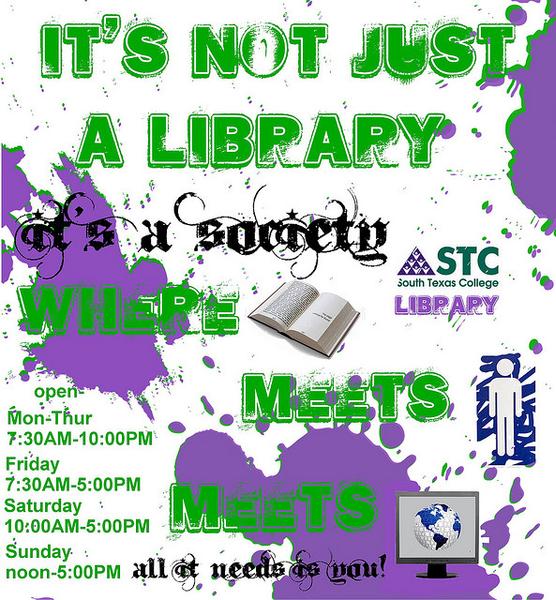 IT'S NOT JUST
A LIBRARY
it's a society
STC
South Texas College
LIBRARY
WHERE
MEETS
open-
Mon-Thur
7:30AM-10:00PM
Friday
7:30AM-5:00PM
Saturday
10:00AM-5:00PM
Sunday
noon-5:00PM
MEETS
all it needs is you!